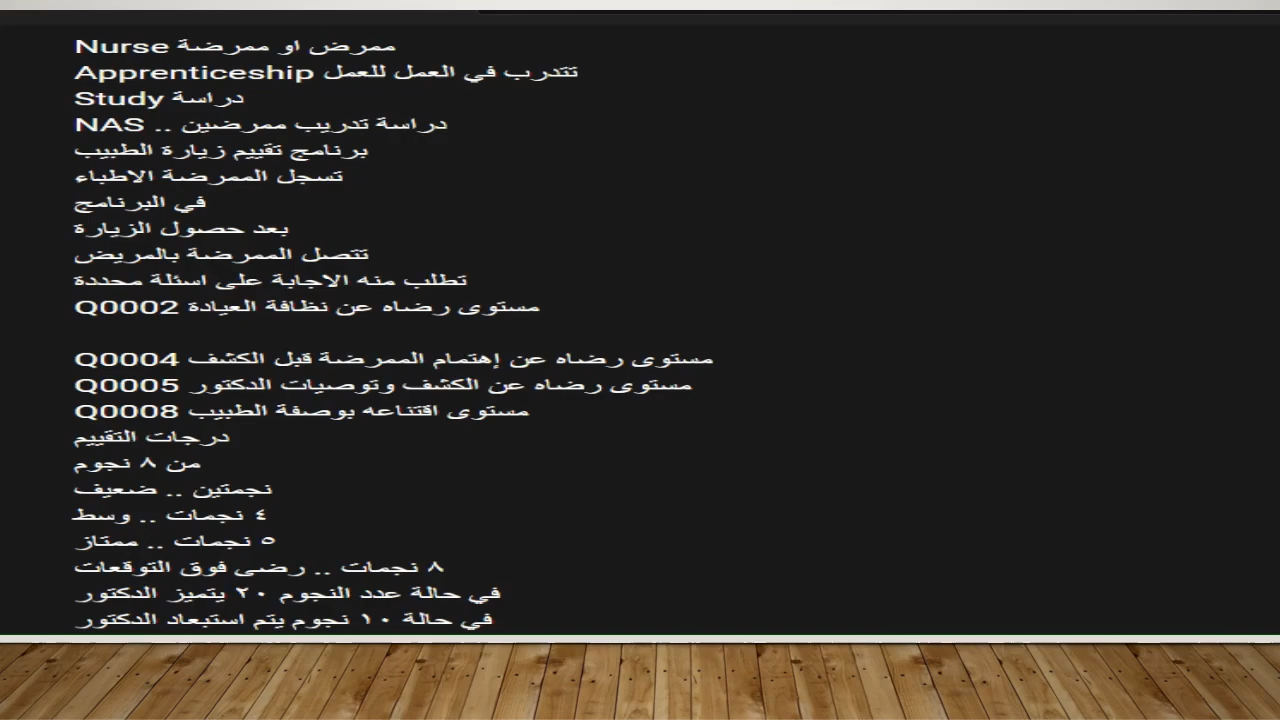 ممرض او ممرضة Nurse
تتدرب في العمل للعمل Apprenticeship
دراسة Study
دراسة تدريب ممرضين .. NAS
برنامج تقييم زيارة الطبيب
تسجل الممرضة الاطباء
في البرنامج
بعد حصول الزيارة
تتصل الممرضة بالمريض
تطلب منه الاجابة على اسئلة محددة
مستوى رضاه عن نظافة العيادة Q0002
مستوى رضاه عن إهتمام الممرضة قبل الكشف Q0004
مستوى رضاه عن الكشف وتوصيات الدكتور Q0005
مستوى اقتناعه بوصفة الطبيب Q0008
درجات التقييم
من ٨ نجوم
نجمتين .. ضعيف
٤ نجمات .. وسط
٥ نجمات .. ممتاز
٨ نجمات .. رضى فوق التوقعات
في حالة عدد النجوم ٢٠ يتميز الدكتور
في حالة ١٠ نجوم يتم استبعاد الدكتور